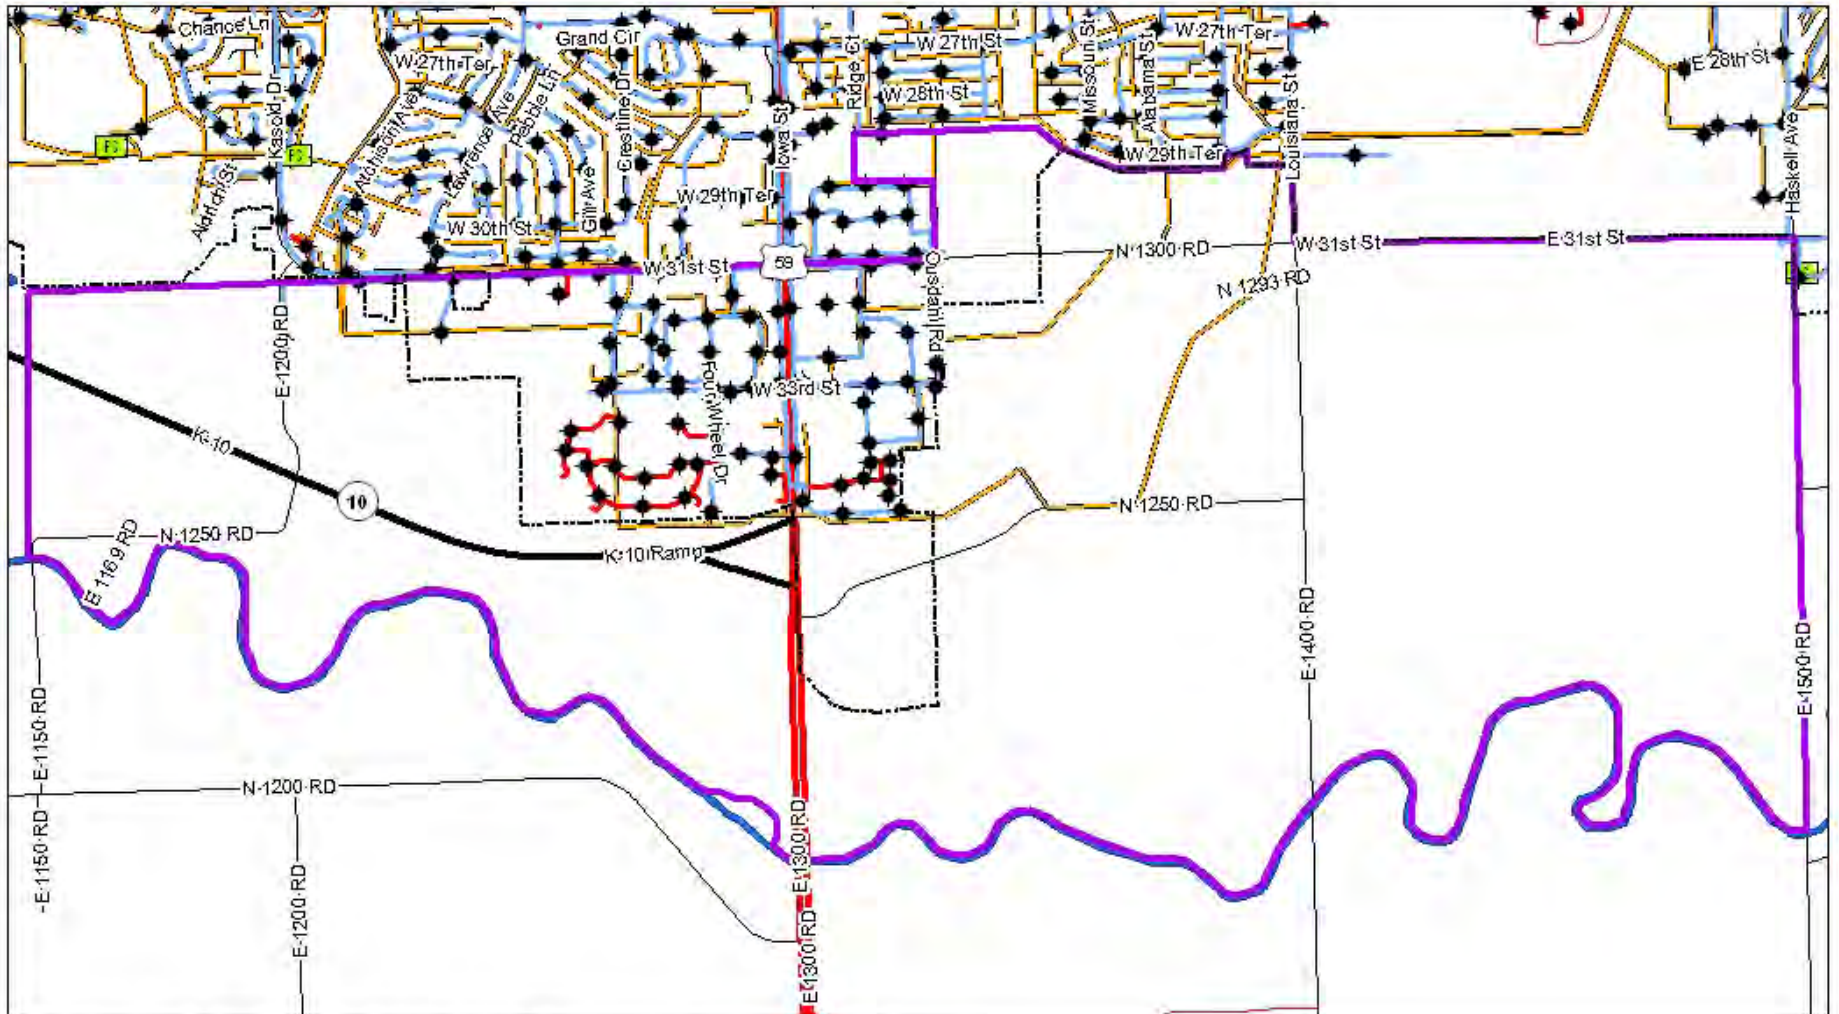 Chance Ln
Grand Cir
W 27th St
W 27th Ter
W 27th Ter
E 28th St
Kasold Dr
Atchison Ave
Lawrence Ave
Pebble Ln
Crestline Dr
Iowa St
Ridge Ct
W 28th St
Missouri St
Alabama St
Louisiana St
Haskell Ave
FS
FS
Aldrich St
W 29th Ter
W 29th Ter
Gill Ave
W 30th St
W 31st St
59
Ousdahl Rd
N 1300 RD
W 31st St
E 31st St
N 1293 RD
E 1200 RD
Four Wheel Dr
W 33rd St
K-10
10
N 1250 RD
N 1250 RD
E 116.9 RD
K-10 Ramp
E 1400 RD
E 1500 RD
E 1150 RD
N 1200 RD
E 1150 RD
E 1200 RD
E 1300 RD
E 1300 RD